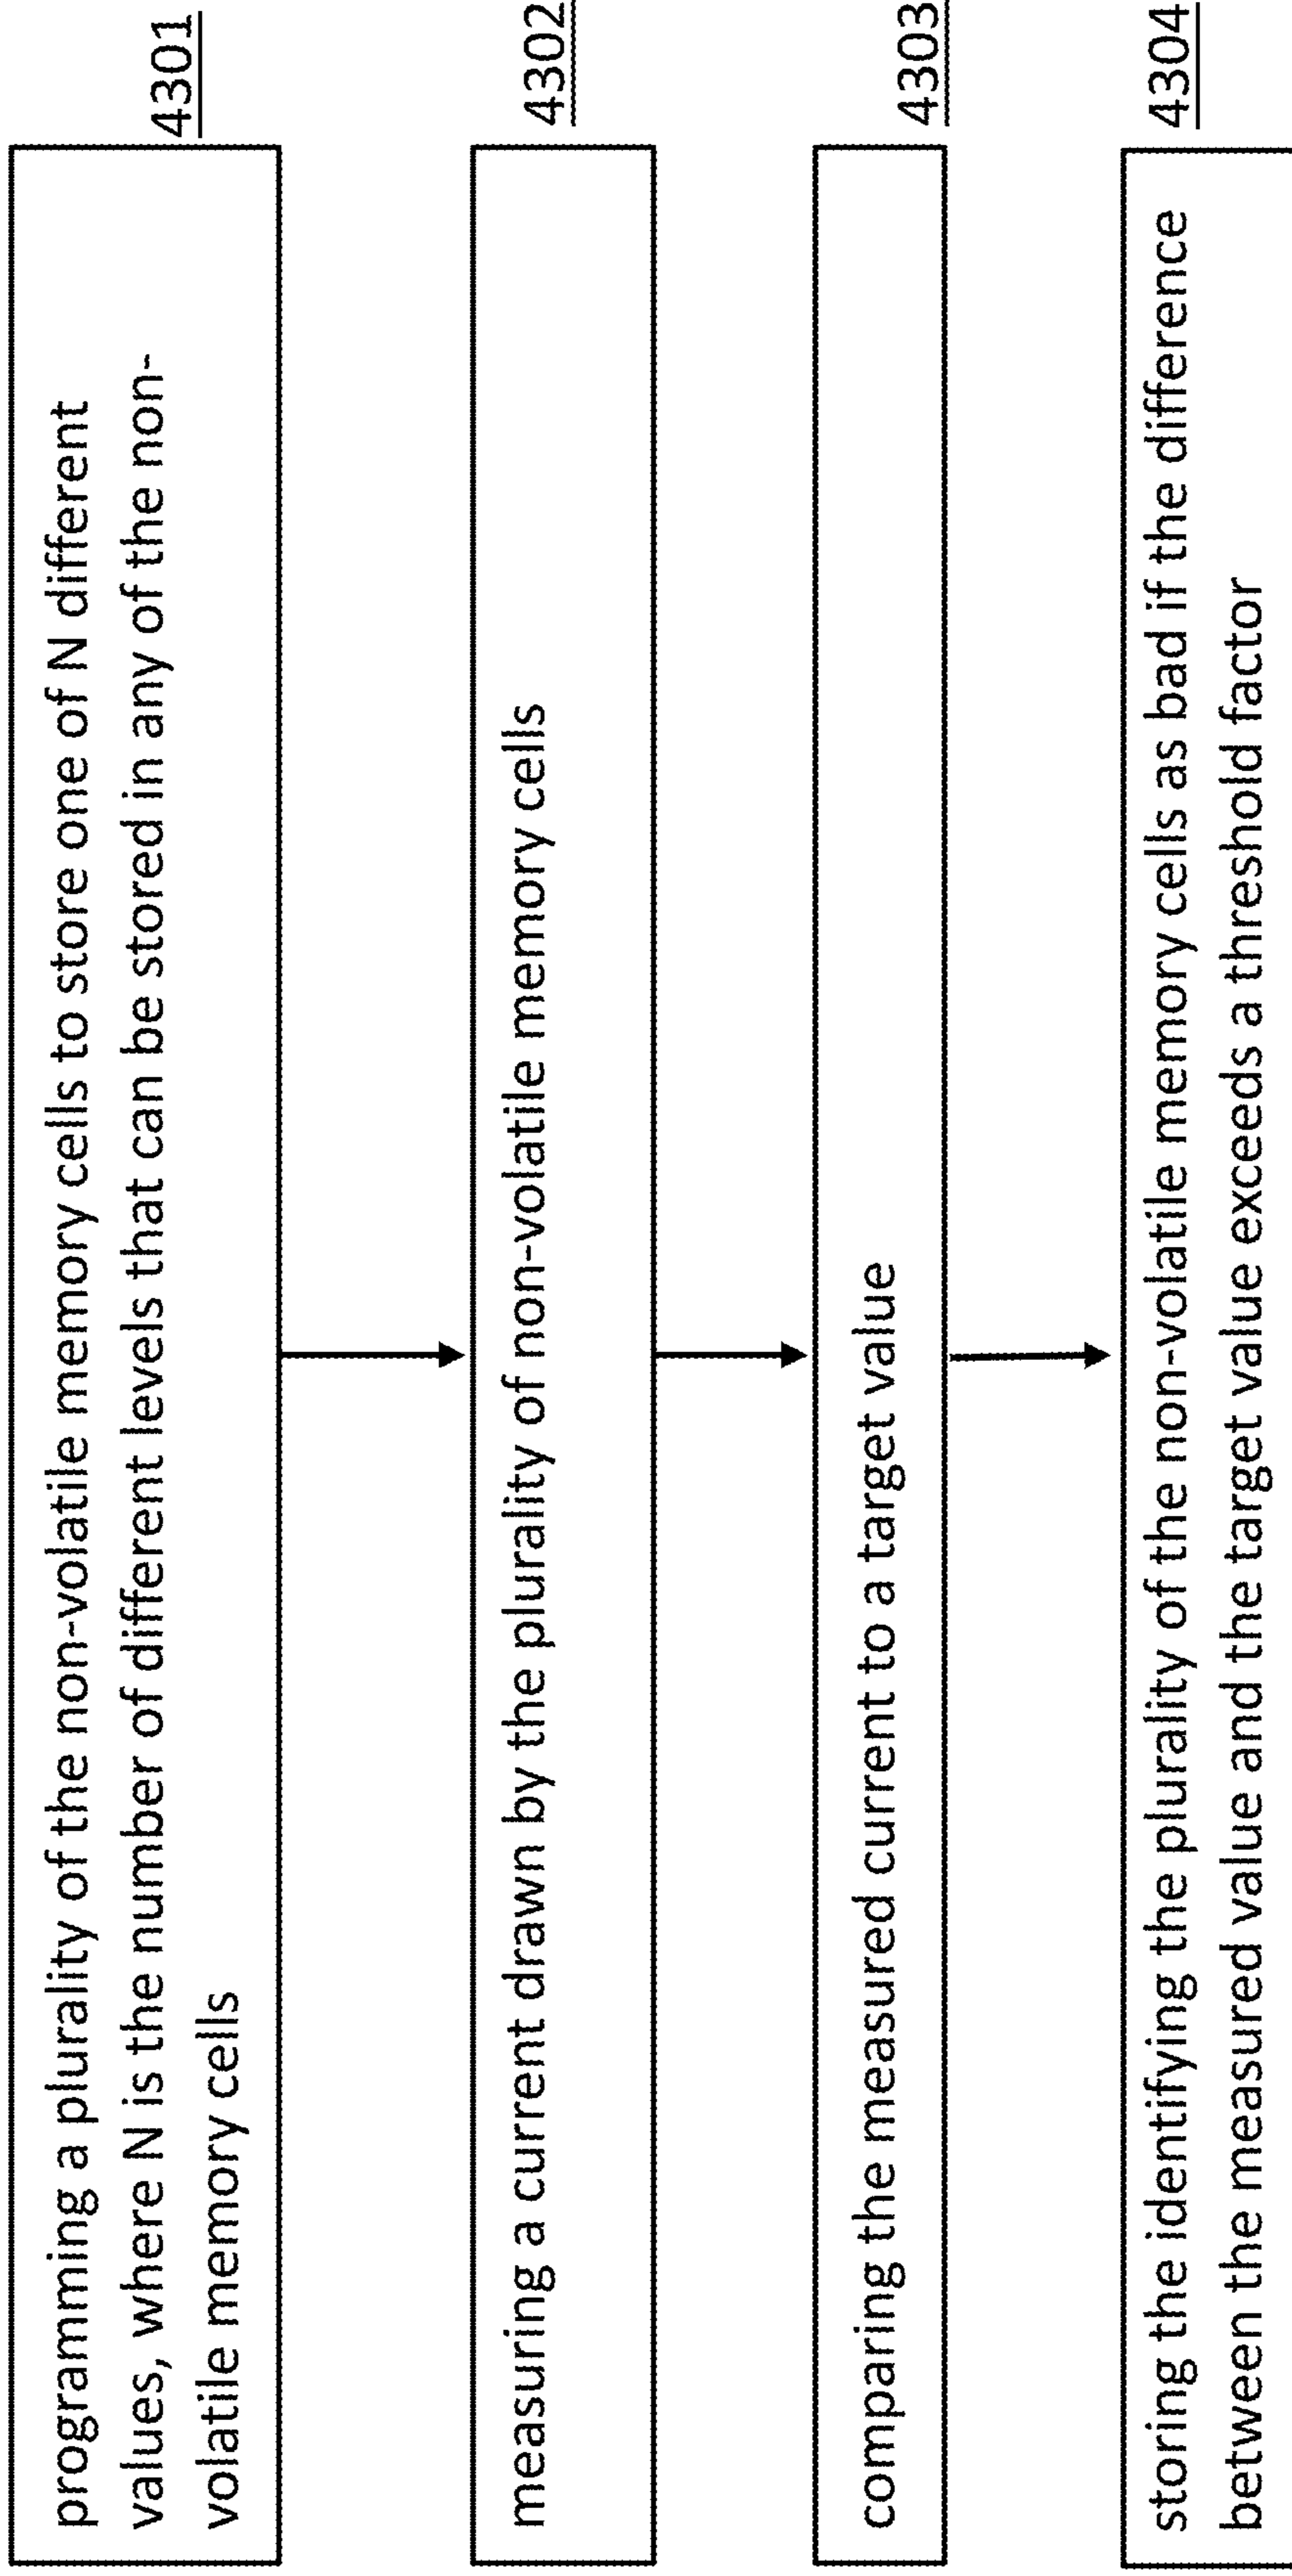 programming a plurality of the non-volatile memory cells to store one of N different
values, where N is the number of different levels that can be stored in any of the non-
volatile memory cells
4301
measuring a current drawn by the plurality of non-volatile memory cells
4302
comparing the measured current to a target value
4303
storing the identifying the plurality of the non-volatile memory cells as bad if the difference
between the measured value and the target value exceeds a threshold factor
4304